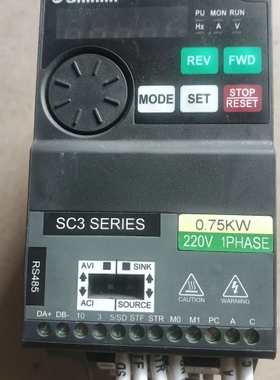 Shihlin
PU MON RUN
Hz A V
REV FWD
MODE SET STOP/RESET
SC3 SERIES
0.75KW
220V 1PHASE
RS485
AVI SINK
ACI SOURCE
CAUTION WARNING
DA+ DB- 10 3 5/SD STF STR M0 M1 PC A C